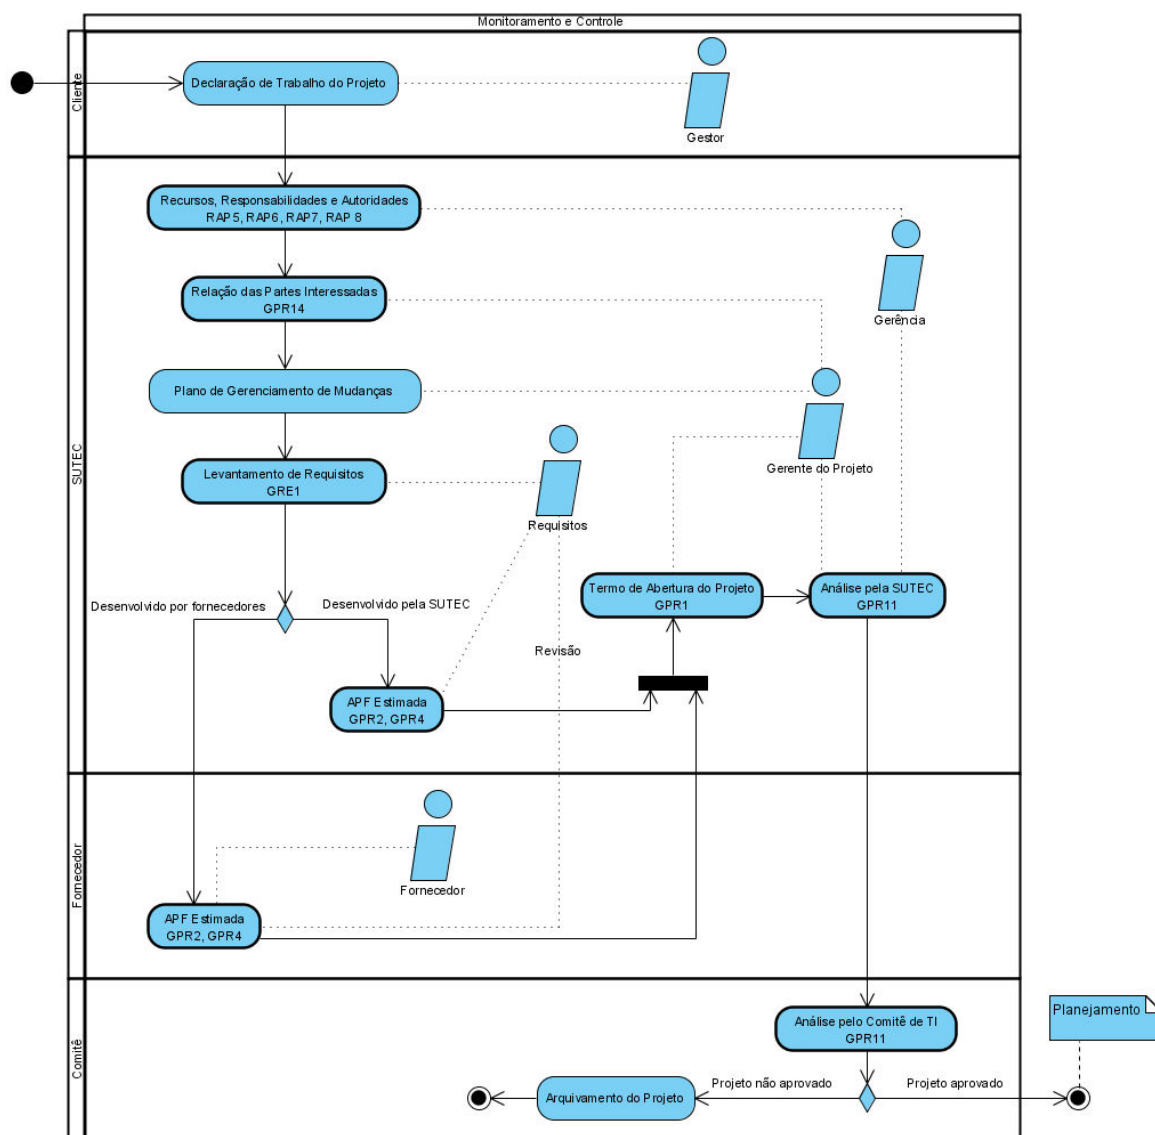 Monitoramento e Controle
Cliente
Declaração de Trabalho do Projeto
Gestor
SUTEC
Recursos, Responsabilidades e Autoridades
RAP5, RAP6, RAP7, RAP 8
Gerência
Relação das Partes Interessadas
GPR14
Plano de Gerenciamento de Mudanças
Gerente do Projeto
Levantamento de Requisitos
GRE1
Requisitos
Desenvolvido por fornecedores
Desenvolvido pela SUTEC
Termo de Abertura do Projeto
GPR1
Análise pela SUTEC
GPR11
Revisão
APF Estimada
GPR2, GPR4
Fornecedor
Fornecedor
APF Estimada
GPR2, GPR4
Comitê
Análise pelo Comitê de TI
GPR11
Planejamento
Projeto não aprovado
Projeto aprovado
Arquivamento do Projeto